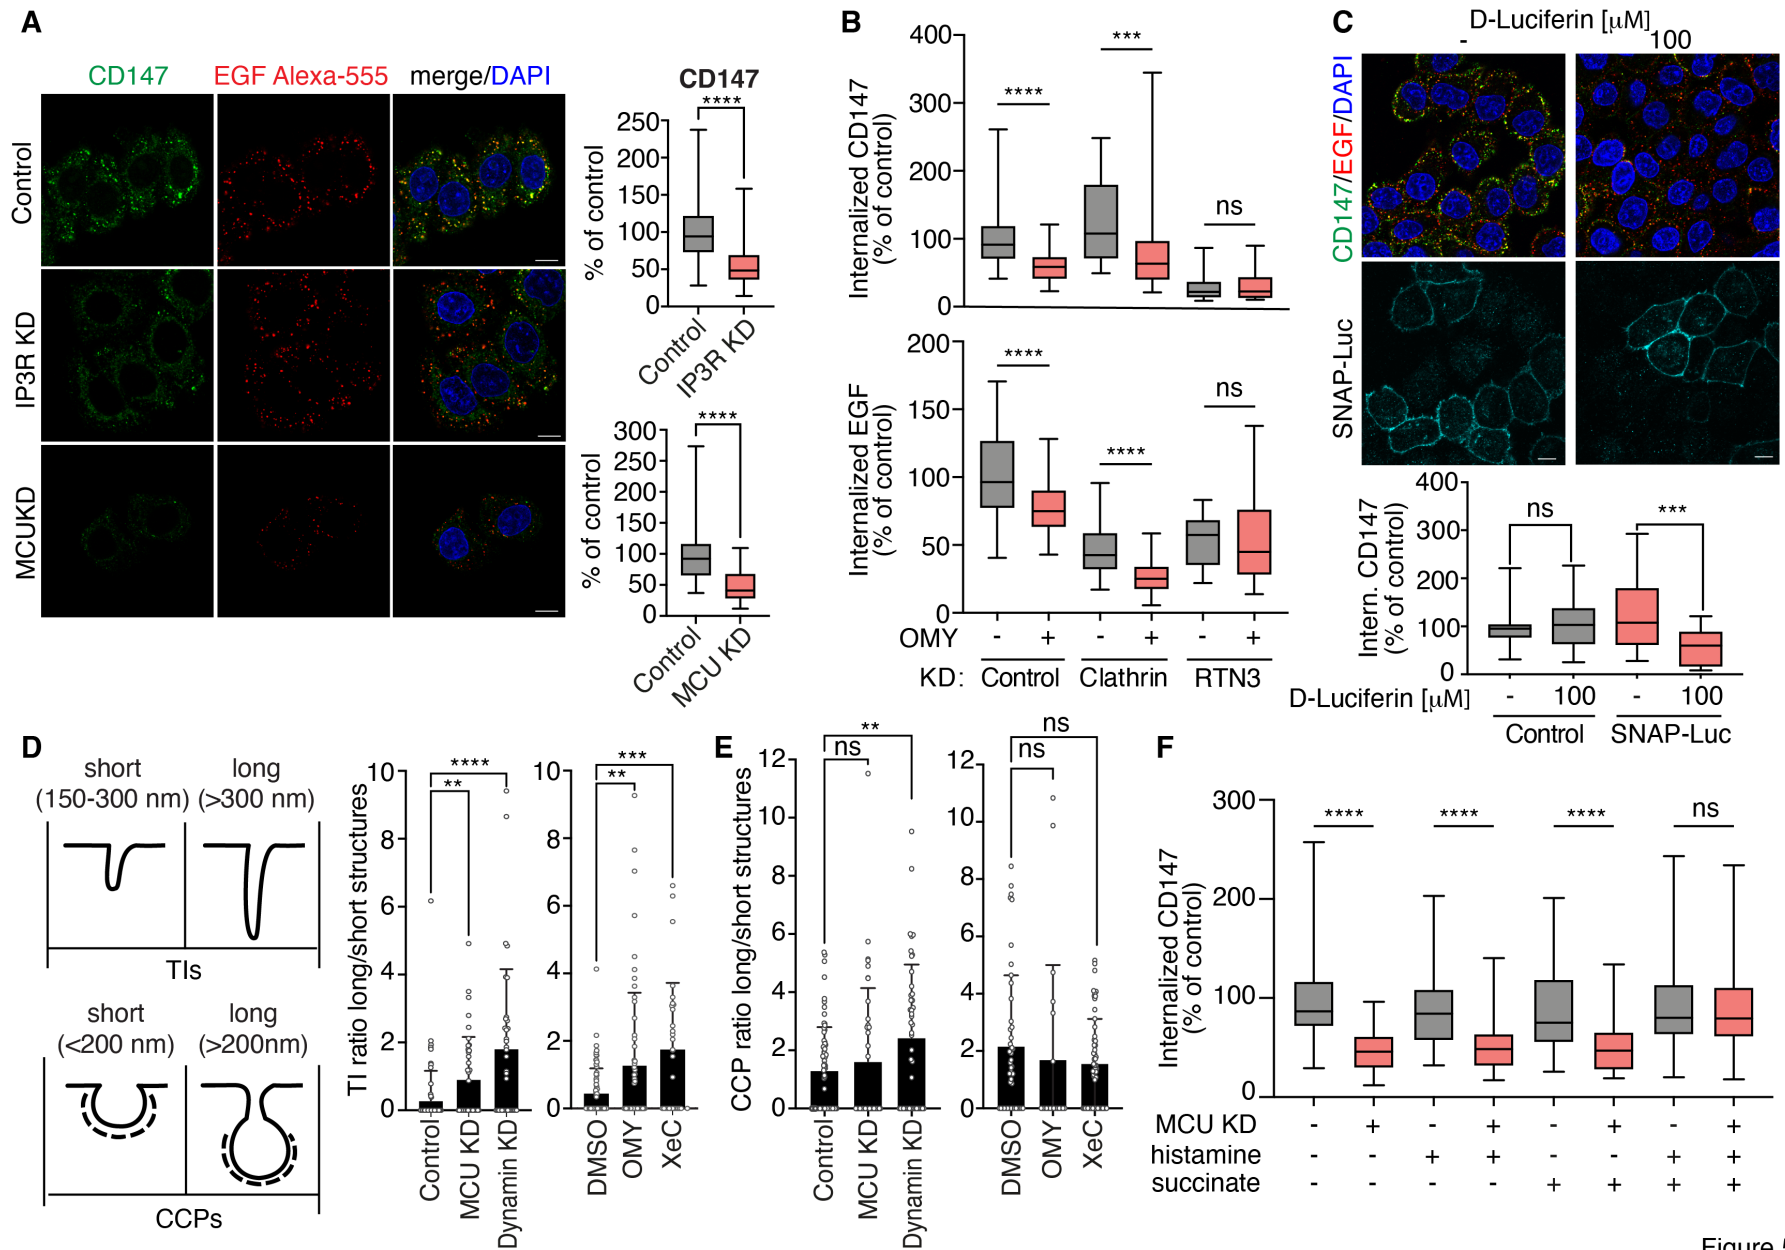 A
CD147
EGF Alexa-555
merge/DAPI
Control
IP3R KD
MCUKD
CD147
****
% of control
250
200
150
100
50
0
Control
IP3R KD
****
% of control
300
250
200
150
100
50
0
Control
MCU KD
B
Internalized CD147
(% of control)
400
300
200
100
0
****
***
ns
Internalized EGF
(% of control)
200
150
100
50
0
****
****
ns
OMY - + - + - +
KD: Control Clathrin RTN3
C
D-Luciferin [µM]
- 100
CD147/EGF/DAPI
SNAP-Luc
Intern. CD147
(% of control)
400
300
200
100
0
ns
***
D-Luciferin [µM] - 100 - 100
Control SNAP-Luc
D
short
(150-300 nm)
long
(>300 nm)
TIs
short
(<200 nm)
long
(>200nm)
CCPs
TI ratio long/short structures
10
8
6
4
2
0
****
**
Control
MCU KD
Dynamin KD
10
8
6
4
2
0
***
**
DMSO
OMY
XeC
E
CCP ratio long/short structures
12
10
8
6
4
2
0
**
ns
Control
MCU KD
Dynamin KD
12
10
8
6
4
2
0
ns
ns
DMSO
OMY
XeC
F
Internalized CD147
(% of control)
300
200
100
0
****
****
****
ns
MCU KD - + - + - + - +
histamine - - + + - - + +
succinate - - - - + + + +
Figure